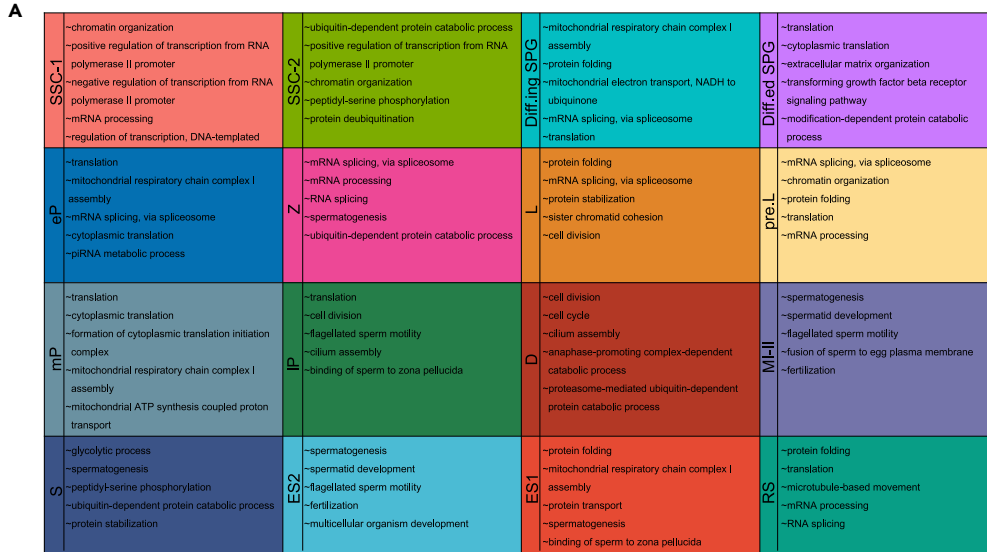 A
SSC-1
~chromatin organization
~positive regulation of transcription from RNA
polymerase II promoter
~negative regulation of transcription from RNA
polymerase II promoter
~mRNA processing
~regulation of transcription, DNA-templated
SSC-2
~ubiquitin-dependent protein catabolic process
~positive regulation of transcription from RNA
polymerase II promoter
~chromatin organization
~peptidyl-serine phosphorylation
~protein deubiquitination
Diff.ing SPG
~mitochondrial respiratory chain complex I
assembly
~protein folding
~mitochondrial electron transport, NADH to
ubiquinone
~mRNA splicing, via spliceosome
~translation
Diff.ed SPG
~translation
~cytoplasmic translation
~extracellular matrix organization
~transforming growth factor beta receptor
signaling pathway
~modification-dependent protein catabolic
process
eP
~translation
~mitochondrial respiratory chain complex I
assembly
~mRNA splicing, via spliceosome
~cytoplasmic translation
~piRNA metabolic process
Z
~mRNA splicing, via spliceosome
~mRNA processing
~RNA splicing
~spermatogenesis
~ubiquitin-dependent protein catabolic process
L
~protein folding
~mRNA splicing, via spliceosome
~protein stabilization
~sister chromatid cohesion
~cell division
pre.L
~mRNA splicing, via spliceosome
~chromatin organization
~protein folding
~translation
~mRNA processing
mP
~translation
~cytoplasmic translation
~formation of cytoplasmic translation initiation
complex
~mitochondrial respiratory chain complex I
assembly
~mitochondrial ATP synthesis coupled proton
transport
lP
~translation
~cell division
~flagellated sperm motility
~cilium assembly
~binding of sperm to zona pellucida
D
~cell division
~cell cycle
~cilium assembly
~anaphase-promoting complex-dependent
catabolic process
~proteasome-mediated ubiquitin-dependent
protein catabolic process
MI-II
~spermatogenesis
~spermatid development
~flagellated sperm motility
~fusion of sperm to egg plasma membrane
~fertilization
S
~glycolytic process
~spermatogenesis
~peptidyl-serine phosphorylation
~ubiquitin-dependent protein catabolic process
~protein stabilization
ES2
~spermatogenesis
~spermatid development
~flagellated sperm motility
~fertilization
~multicellular organism development
ES1
~protein folding
~mitochondrial respiratory chain complex I
assembly
~protein transport
~spermatogenesis
~binding of sperm to zona pellucida
RS
~protein folding
~translation
~microtubule-based movement
~mRNA processing
~RNA splicing